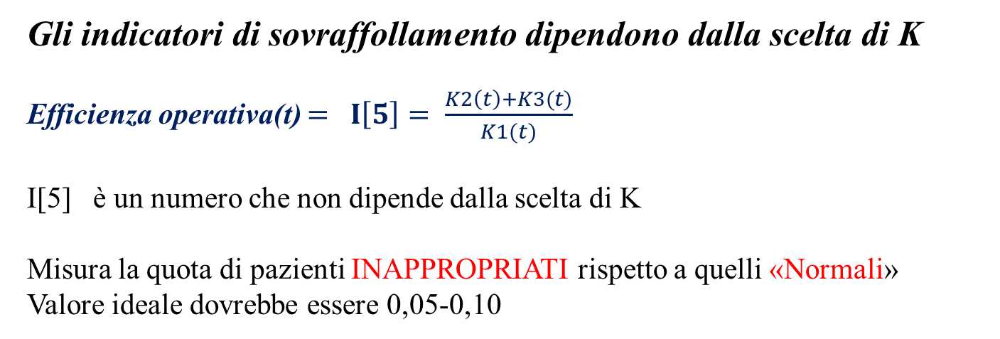 Gli indicatori di sovraffollamento dipendono dalla scelta di K
Efficienza operativa(t) = I[5] = \frac{K2(t)+K3(t)}{K1(t)}
I[5] è un numero che non dipende dalla scelta di K
Misura la quota di pazienti INAPPROPRIATI rispetto a quelli «Normali»
Valore ideale dovrebbe essere 0,05-0,10